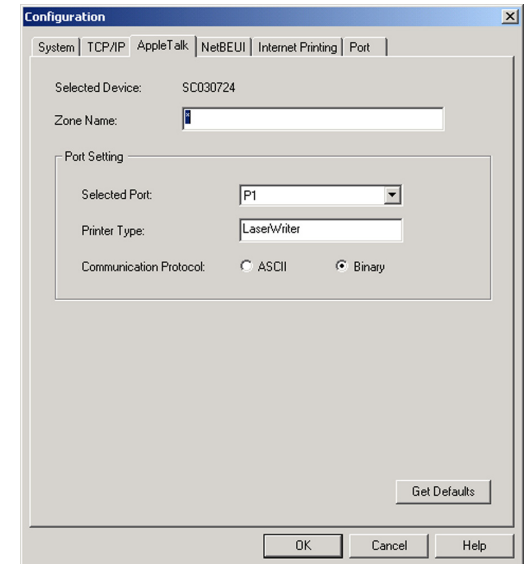 Configuration
System TCP/IP AppleTalk NetBEUI Internet Printing Port
Selected Device: SC030724
Zone Name: *
Port Setting
Selected Port: P1
Printer Type: LaserWriter
Communication Protocol: ASCII Binary
Get Defaults
OK Cancel Help